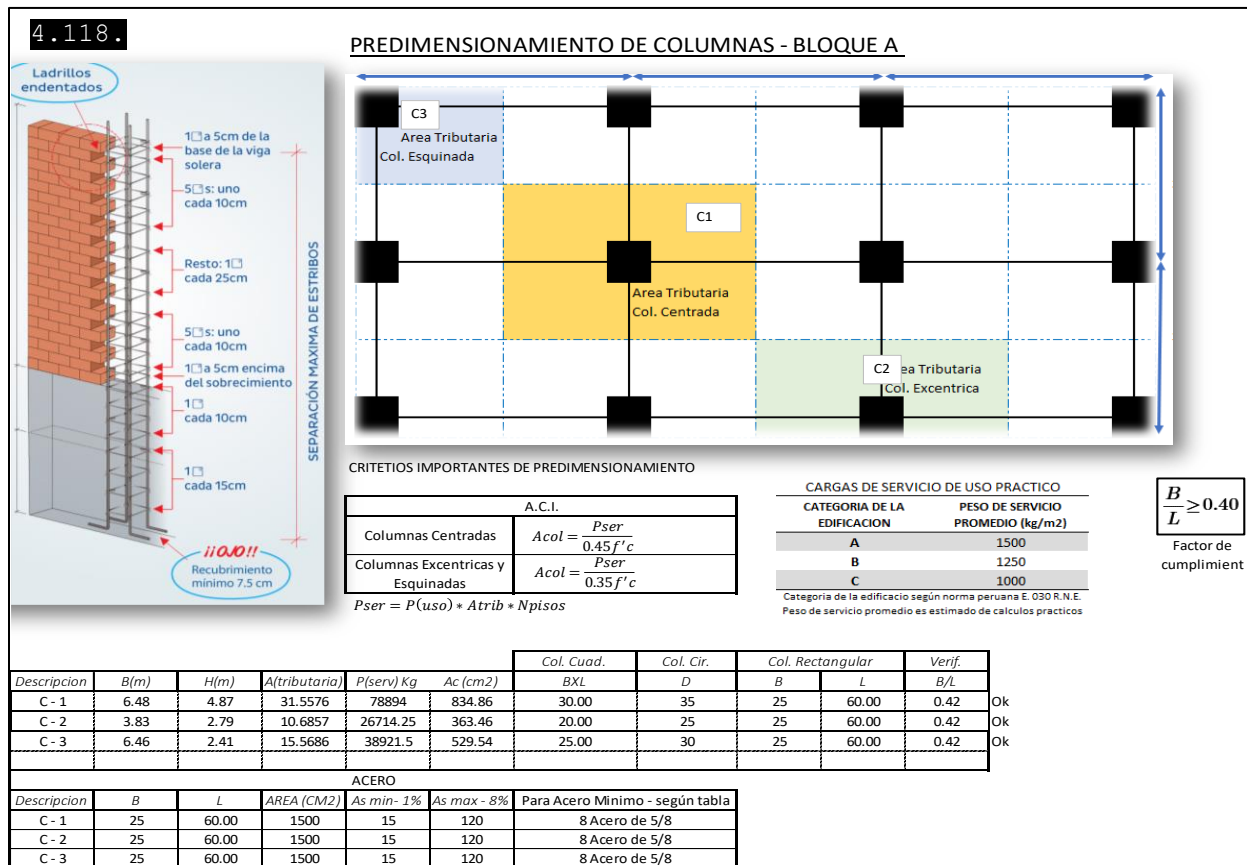 4.118.
PREDIMENSIONAMIENTO DE COLUMNAS - BLOQUE A
Ladrillos
endentados
1□ a 5cm de la
base de la viga
solera
5□s: uno
cada 10cm
Resto: 1□
cada 25cm
5□s: uno
cada 10cm
1□ a 5cm encima
del sobrecimiento
1□
cada 10cm
1□
cada 15cm
SEPARACIÓN MAXIMA DE ESTRIBOS
¡¡OJO!!
Recubrimiento
mínimo 7.5 cm
C3
Area Tributaria
Col. Esquinada
C1
Area Tributaria
Col. Centrada
C2 ea Tributaria
Col. Excentrica
CRITETIOS IMPORTANTES DE PREDIMENSIONAMIENTO
A.C.I.
Columnas Centradas Acol = Pser / 0.45f'c
Columnas Excentricas y
Esquinadas Acol = Pser / 0.35f'c
Pser = P(uso) * Atrib * Npisos
CARGAS DE SERVICIO DE USO PRACTICO
CATEGORIA DE LA EDIFICACION PESO DE SERVICIO PROMEDIO (kg/m2)
A 1500
B 1250
C 1000
Categoria de la edificacio según norma peruana E. 030 R.N.E.
Peso de servicio promedio es estimado de calculos practicos
B/L ≥ 0.40
Factor de
cumplimient
Col. Cuad. Col. Cir. Col. Rectangular Verif.
Descripcion B(m) H(m) A(tributaria) P(serv) Kg Ac (cm2) BXL D B L B/L
C - 1 6.48 4.87 31.5576 78894 834.86 30.00 35 25 60.00 0.42 Ok
C - 2 3.83 2.79 10.6857 26714.25 363.46 20.00 25 25 60.00 0.42 Ok
C - 3 6.46 2.41 15.5686 38921.5 529.54 25.00 30 25 60.00 0.42 Ok
ACERO
Descripcion B L AREA (CM2) As min- 1% As max - 8% Para Acero Minimo - según tabla
C - 1 25 60.00 1500 15 120 8 Acero de 5/8
C - 2 25 60.00 1500 15 120 8 Acero de 5/8
C - 3 25 60.00 1500 15 120 8 Acero de 5/8